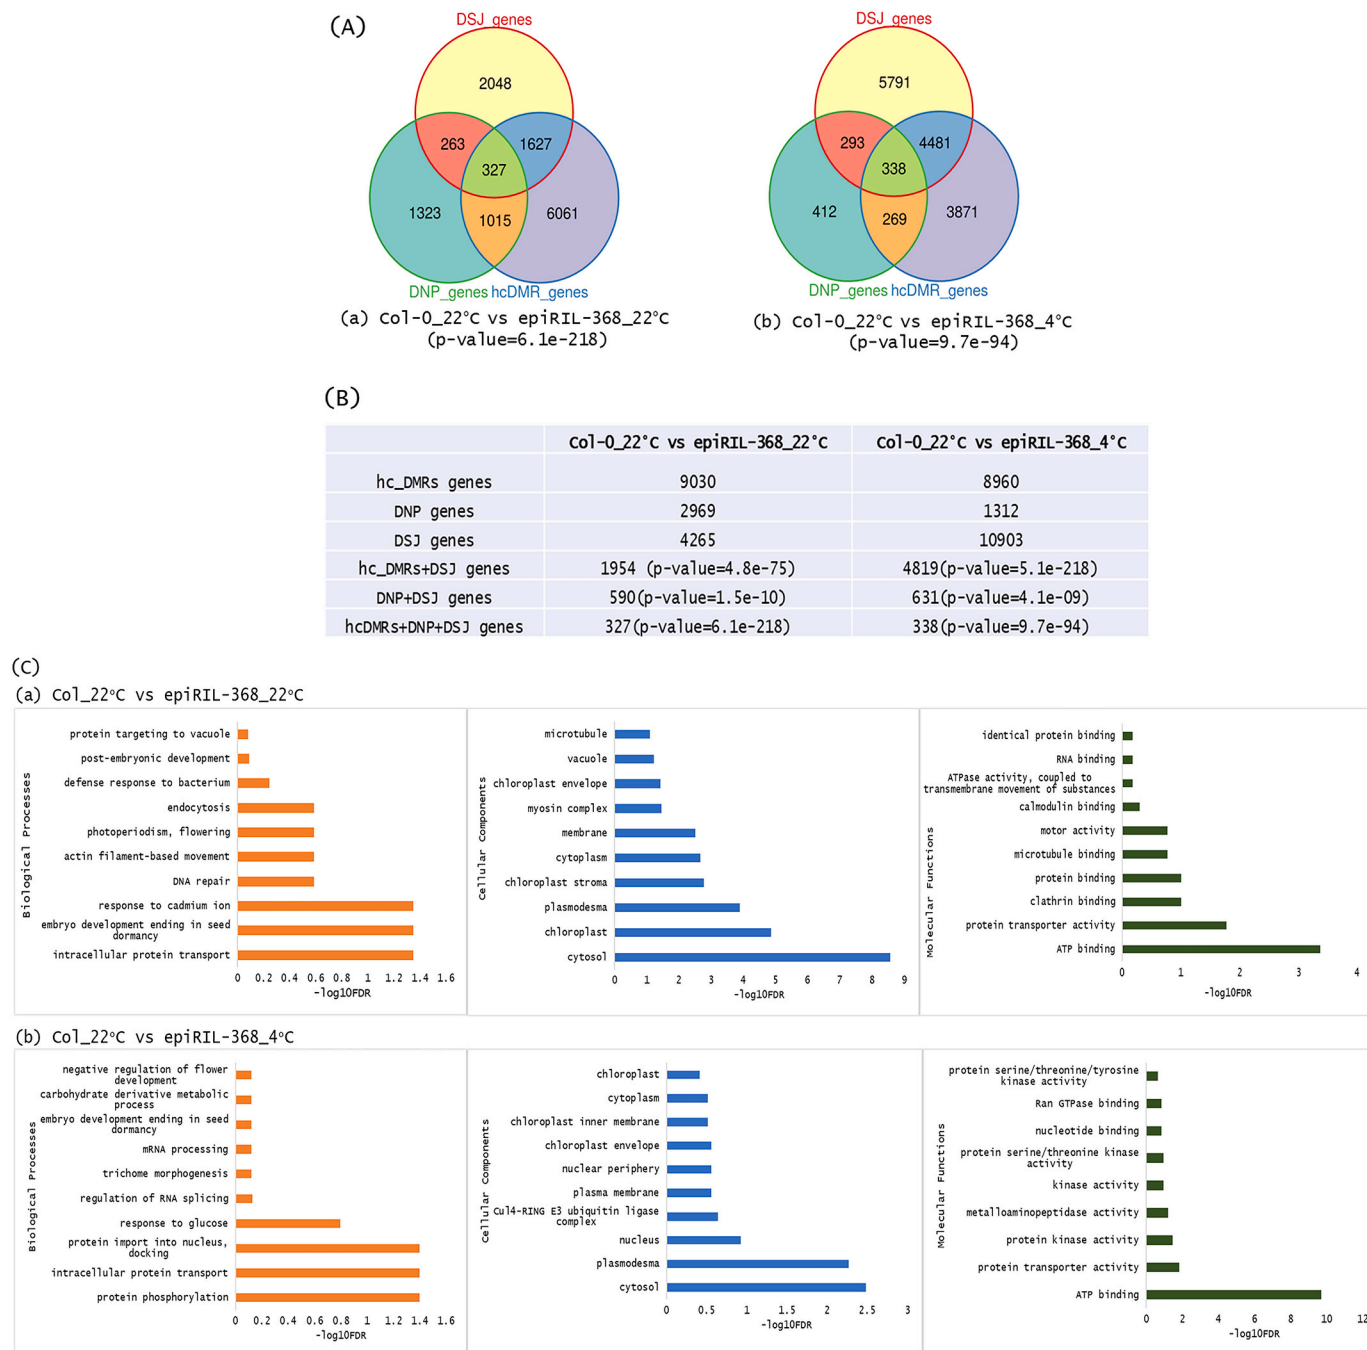 (A)
DSJ_genes
2048
263
1627
327
1323
1015
6061
DNP_genes
hcDMR_genes
(a) Col-0_22°C vs epiRIL-368_22°C
(p-value=6.1e-218)
DSJ_genes
5791
293
4481
338
412
269
3871
DNP_genes
hcDMR_genes
(b) Col-0_22°C vs epiRIL-368_4°C
(p-value=9.7e-94)
(B)
Col-0_22°C vs epiRIL-368_22°C Col-0_22°C vs epiRIL-368_4°C
hc_DMRs genes 9030 8960
DNP genes 2969 1312
DSJ genes 4265 10903
hc_DMRs+DSJ genes 1954 (p-value=4.8e-75) 4819(p-value=5.1e-218)
DNP+DSJ genes 590(p-value=1.5e-10) 631(p-value=4.1e-09)
hcDMRs+DNP+DSJ genes 327(p-value=6.1e-218) 338(p-value=9.7e-94)
(C)
(a) Col_22°C vs epiRIL-368_22°C
Biological Processes
protein targeting to vacuole
post-embryonic development
defense response to bacterium
endocytosis
photoperiodism, flowering
actin filament-based movement
DNA repair
response to cadmium ion
embryo development ending in seed
dormancy
intracellular protein transport
0 0.2 0.4 0.6 0.8 1 1.2 1.4 1.6
-log10FDR
Cellular Components
microtubule
vacuole
chloroplast envelope
myosin complex
membrane
cytoplasm
chloroplast stroma
plasmodesma
chloroplast
cytosol
0 1 2 3 4 5 6 7 8 9
-log10FDR
Molecular Functions
identical protein binding
RNA binding
ATPase activity, coupled to
transmembrane movement of substances
calmodulin binding
motor activity
microtubule binding
protein binding
clathrin binding
protein transporter activity
ATP binding
0 1 2 3 4
-log10FDR
(b) Col_22°C vs epiRIL-368_4°C
Biological Processes
negative regulation of flower
development
carbohydrate derivative metabolic
process
embryo development ending in seed
dormancy
mRNA processing
trichome morphogenesis
regulation of RNA splicing
response to glucose
protein import into nucleus,
docking
intracellular protein transport
protein phosphorylation
0 0.2 0.4 0.6 0.8 1 1.2 1.4 1.6
-log10FDR
Cellular Components
chloroplast
cytoplasm
chloroplast inner membrane
chloroplast envelope
nuclear periphery
plasma membrane
Cul4-RING E3 ubiquitin ligase
complex
nucleus
plasmodesma
cytosol
0 0.5 1 1.5 2 2.5 3
-log10FDR
Molecular Functions
protein serine/threonine/tyrosine
kinase activity
Ran GTPase binding
nucleotide binding
protein serine/threonine kinase
activity
kinase activity
metalloaminopeptidase activity
protein kinase activity
protein transporter activity
ATP binding
0 2 4 6 8 10 12
-log10FDR